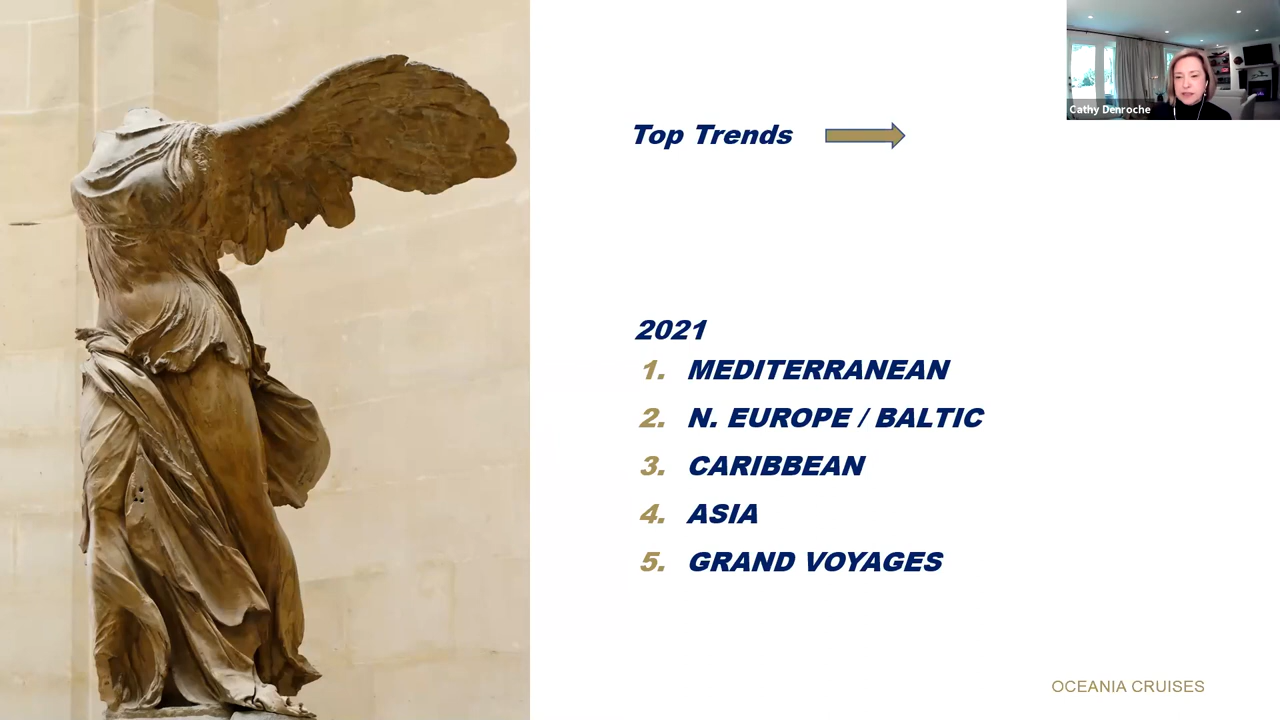 Cathy Denroche
Top Trends
2021
1. MEDITERRANEAN
2. N. EUROPE / BALTIC
3. CARIBBEAN
4. ASIA
5. GRAND VOYAGES
OCEANIA CRUISES